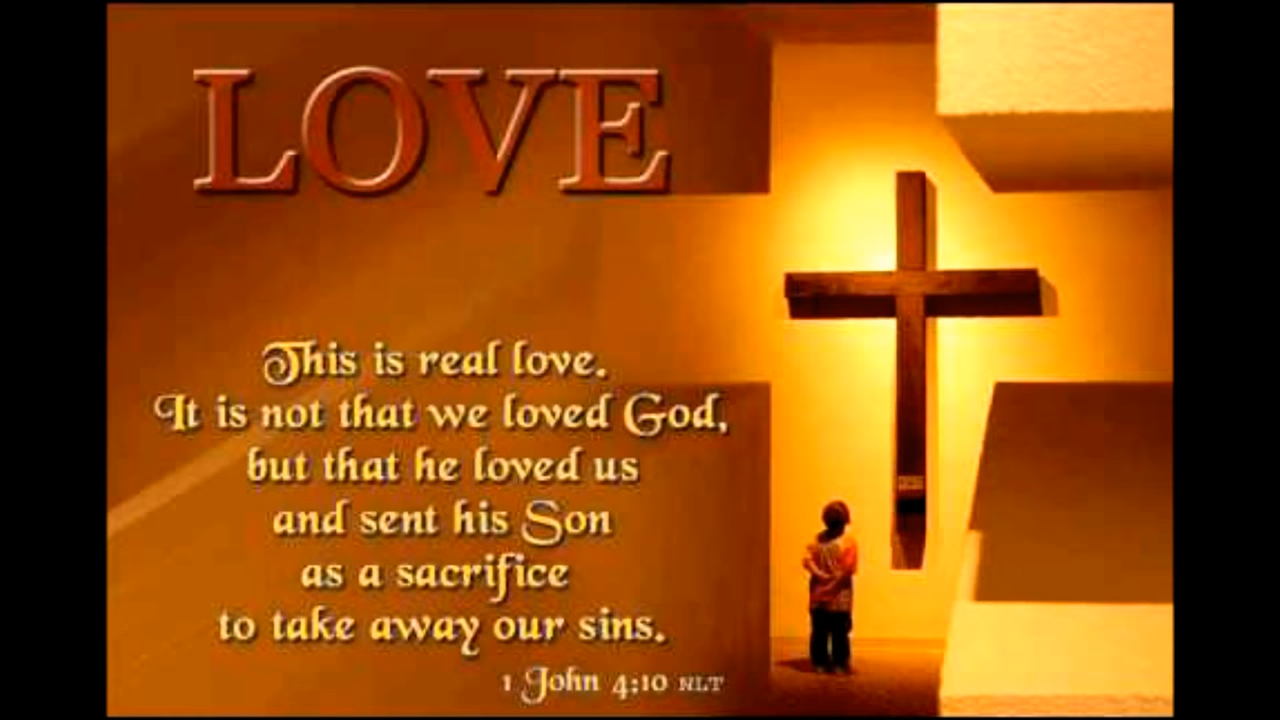 LOVE
This is real love.
It is not that we loved God,
but that he loved us
and sent his Son
as a sacrifice
to take away our sins.
1 John 4:10 NLT